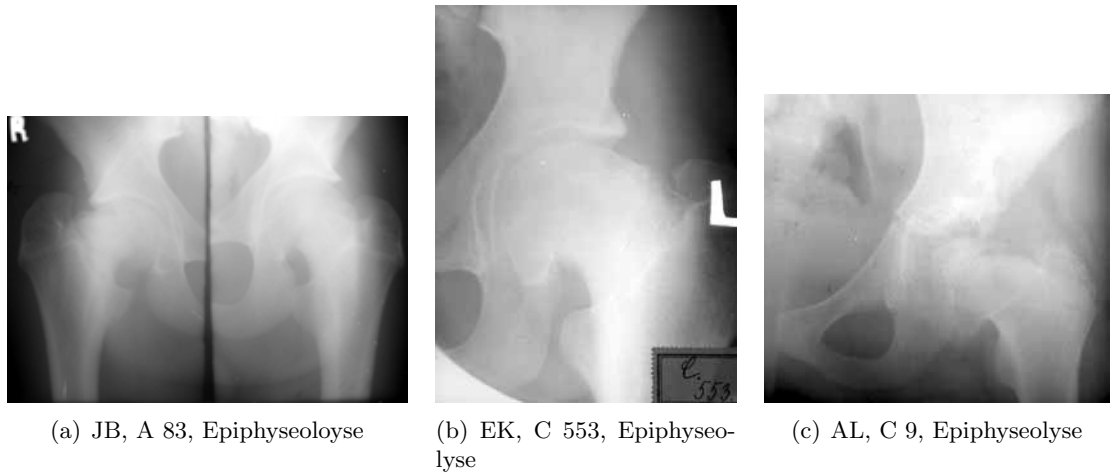 R
L
C.
553
(a) JB, A 83, Epiphyseoloyse
(b) EK, C 553, Epiphyseo-
lyse
(c) AL, C 9, Epiphyseolyse